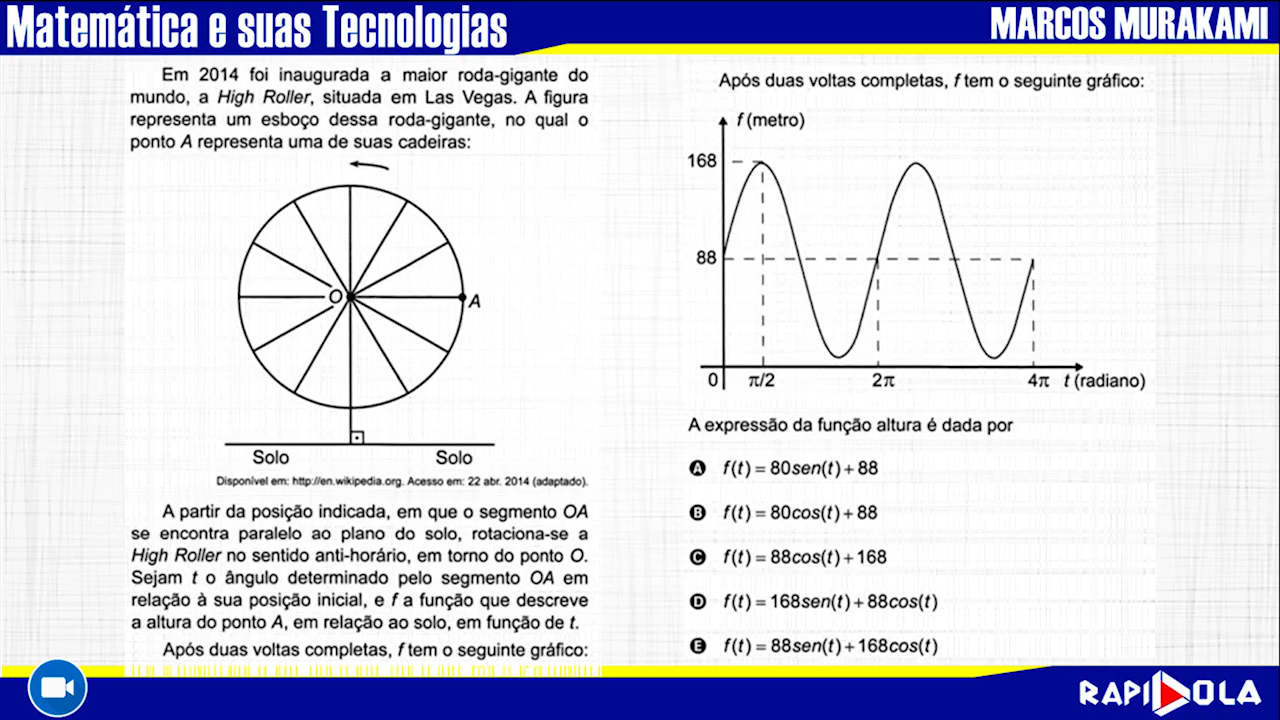 Matemática e suas Tecnologias
MARCOS MURAKAMI
Em 2014 foi inaugurada a maior roda-gigante do
mundo, a High Roller, situada em Las Vegas. A figura
representa um esboço dessa roda-gigante, no qual o
ponto A representa uma de suas cadeiras:
O
A
Solo
Solo
Disponível em: http://en.wikipedia.org. Acesso em: 22 abr. 2014 (adaptado).
A partir da posição indicada, em que o segmento OA
se encontra paralelo ao plano do solo, rotaciona-se a
High Roller no sentido anti-horário, em torno do ponto O.
Sejam t o ângulo determinado pelo segmento OA em
relação à sua posição inicial, e f a função que descreve
a altura do ponto A, em relação ao solo, em função de t.
Após duas voltas completas, f tem o seguinte gráfico:
Após duas voltas completas, f tem o seguinte gráfico:
f (metro)
168
88
0 π/2 2π 4π t (radiano)
A expressão da função altura é dada por
A f(t) = 80sen(t) + 88
B f(t) = 80cos(t) + 88
C f(t) = 88cos(t) + 168
D f(t) = 168sen(t) + 88cos(t)
E f(t) = 88sen(t) + 168cos(t)
RAPIDOLA